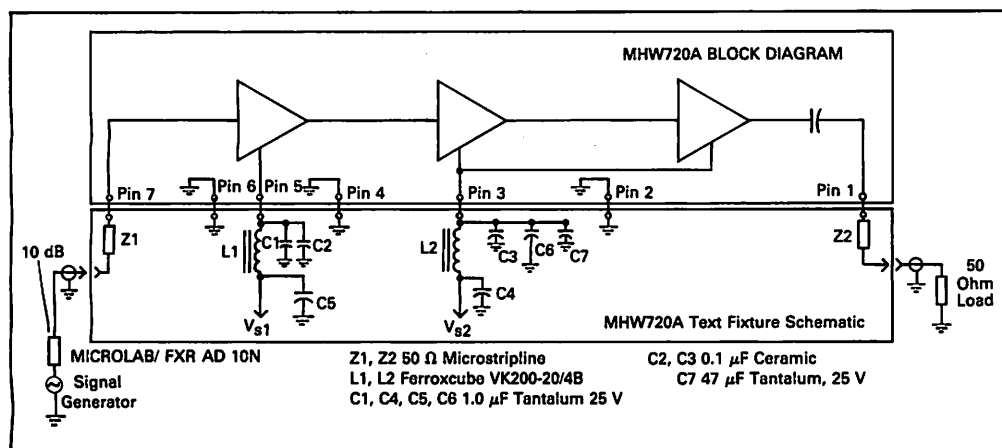 MHW720A BLOCK DIAGRAM
Pin 7
Pin 6
Pin 5
Pin 4
Pin 3
Pin 2
Pin 1
10 dB
Z1
L1
C1
C2
C5
L2
C3
C6
C7
C4
Z2
50
Ohm
Load
Vs1
Vs2
MHW720A Text Fixture Schematic
MICROLAB/ FXR AD 10N
Signal
Generator
Z1, Z2 50 Ω Microstripline
L1, L2 Ferroxcube VK200-20/4B
C1, C4, C5, C6 1.0 μF Tantalum 25 V
C2, C3 0.1 μF Ceramic
C7 47 μF Tantalum, 25 V